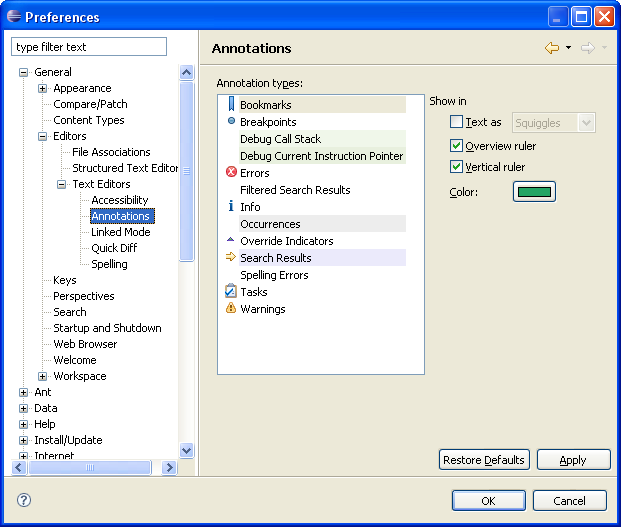 Preferences
type filter text
General
Appearance
Compare/Patch
Content Types
Editors
File Associations
Structured Text Editor
Text Editors
Accessibility
Annotations
Linked Mode
Quick Diff
Spelling
Keys
Perspectives
Search
Startup and Shutdown
Web Browser
Welcome
Workspace
Ant
Data
Help
Install/Update
Internet
Annotations
Annotation types:
Bookmarks
Breakpoints
Debug Call Stack
Debug Current Instruction Pointer
Errors
Filtered Search Results
Info
Occurrences
Override Indicators
Search Results
Spelling Errors
Tasks
Warnings
Show in
Text as Squiggles
Overview ruler
Vertical ruler
Color:
Restore Defaults Apply
OK Cancel